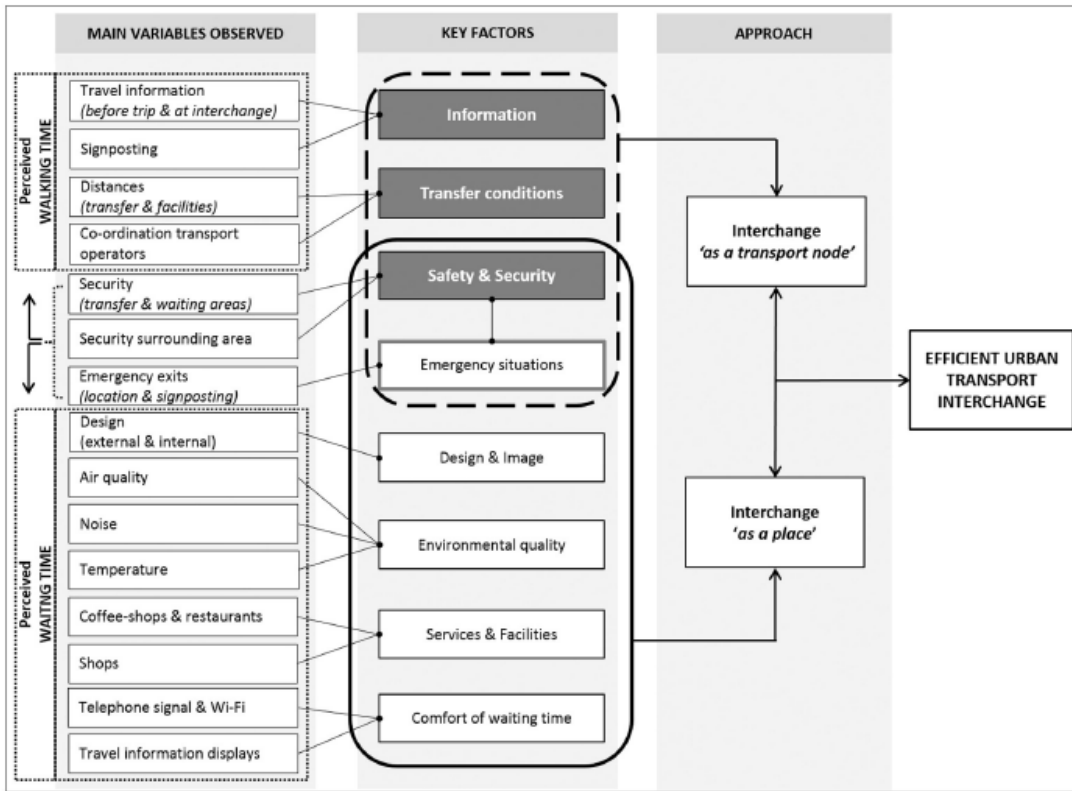 MAIN VARIABLES OBSERVED
KEY FACTORS
APPROACH
Perceived
WALKING TIME
Travel information
(before trip & at interchange)
Signposting
Distances
(transfer & facilities)
Co-ordination transport
operators
Security
(transfer & waiting areas)
Security surrounding area
Emergency exits
(location & signposting)
Perceived
WAITNG TIME
Design
(external & internal)
Air quality
Noise
Temperature
Coffee-shops & restaurants
Shops
Telephone signal & Wi-Fi
Travel information displays
Information
Transfer conditions
Safety & Security
Emergency situations
Design & Image
Environmental quality
Services & Facilities
Comfort of waiting time
Interchange
'as a transport node'
Interchange
'as a place'
EFFICIENT URBAN
TRANSPORT
INTERCHANGE